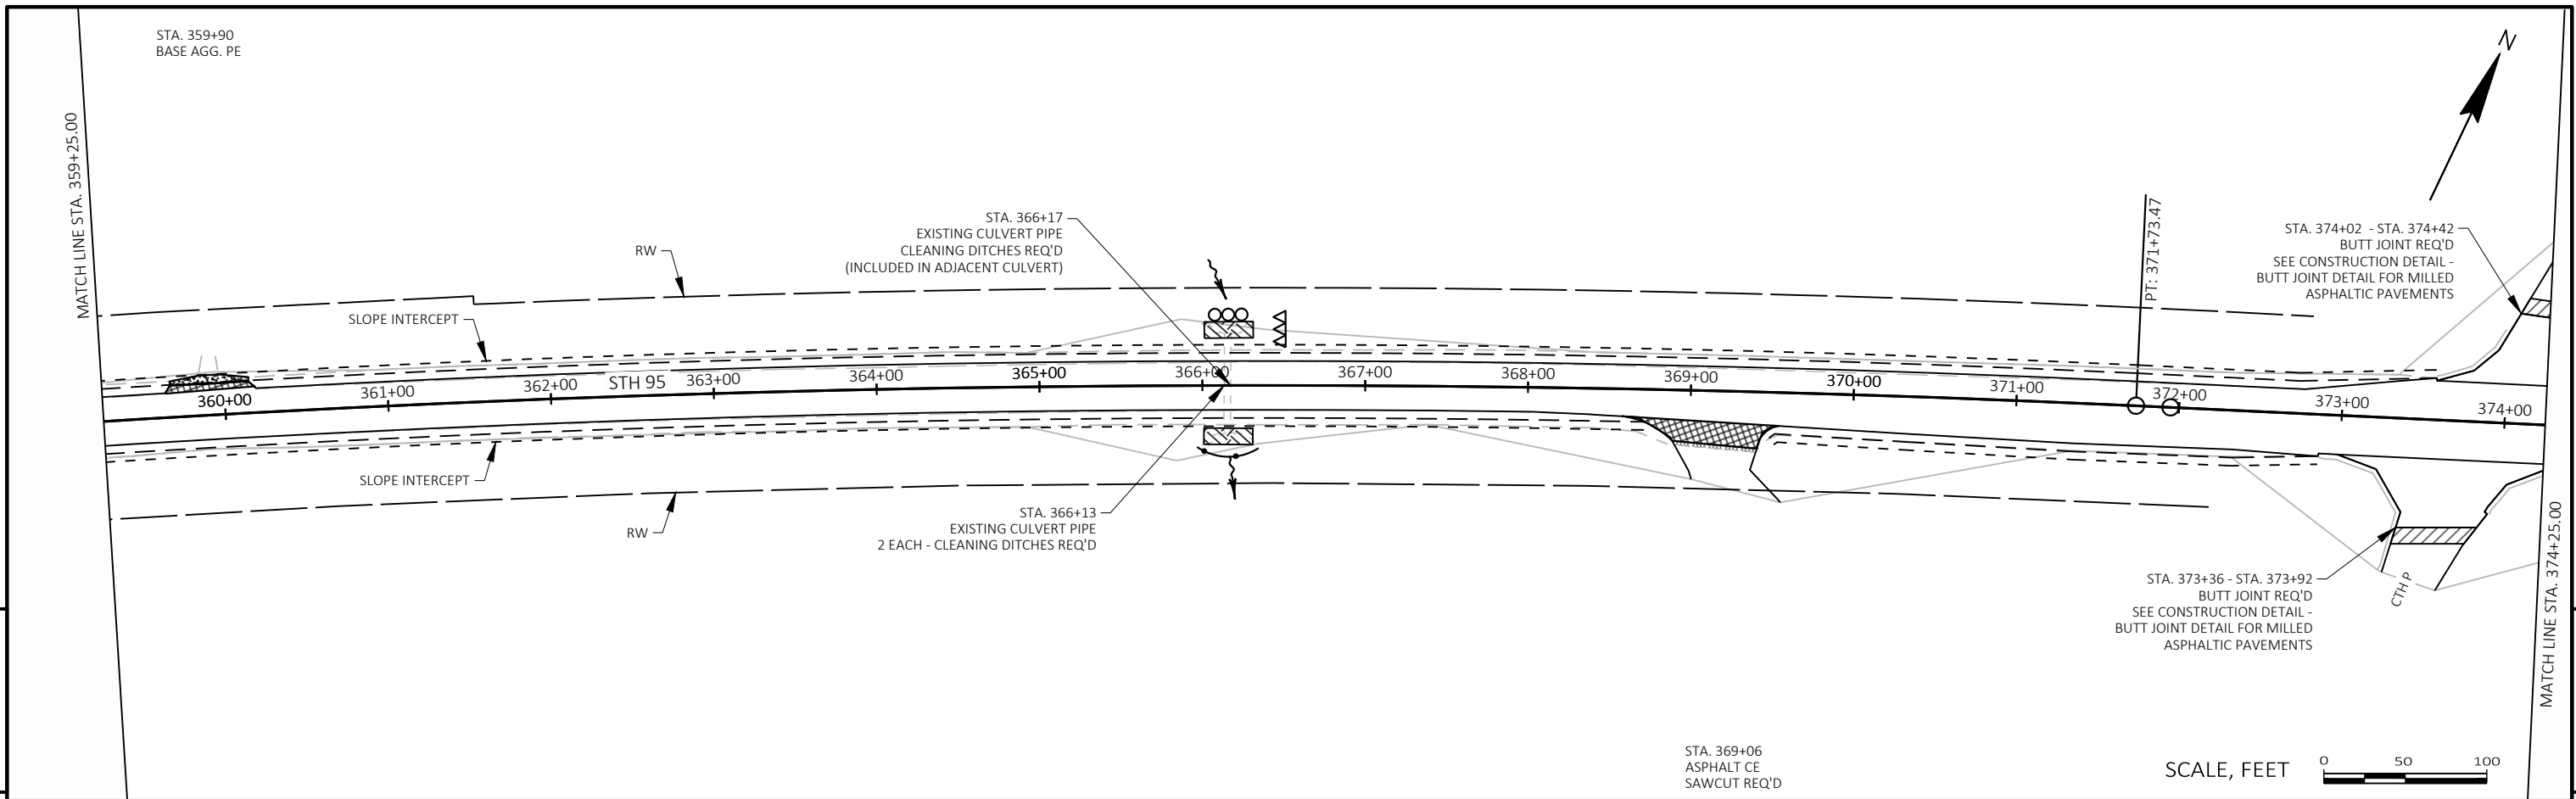 STA. 359+90
BASE AGG. PE
N
MATCH LINE STA. 359+25.00
STA. 366+17
EXISTING CULVERT PIPE
CLEANING DITCHES REQ'D
(INCLUDED IN ADJACENT CULVERT)
RW
SLOPE INTERCEPT
PT: 371+73.47
STA. 374+02 - STA. 374+42
BUTT JOINT REQ'D
SEE CONSTRUCTION DETAIL -
BUTT JOINT DETAIL FOR MILLED
ASPHALTIC PAVEMENTS
360+00
361+00
362+00
STH 95
363+00
364+00
365+00
366+00
367+00
368+00
369+00
370+00
371+00
372+00
373+00
374+00
SLOPE INTERCEPT
RW
STA. 366+13
EXISTING CULVERT PIPE
2 EACH - CLEANING DITCHES REQ'D
STA. 373+36 - STA. 373+92
BUTT JOINT REQ'D
SEE CONSTRUCTION DETAIL -
BUTT JOINT DETAIL FOR MILLED
ASPHALTIC PAVEMENTS
CTH P
MATCH LINE STA. 374+25.00
STA. 369+06
ASPHALT CE
SAWCUT REQ'D
SCALE, FEET
0 50 100